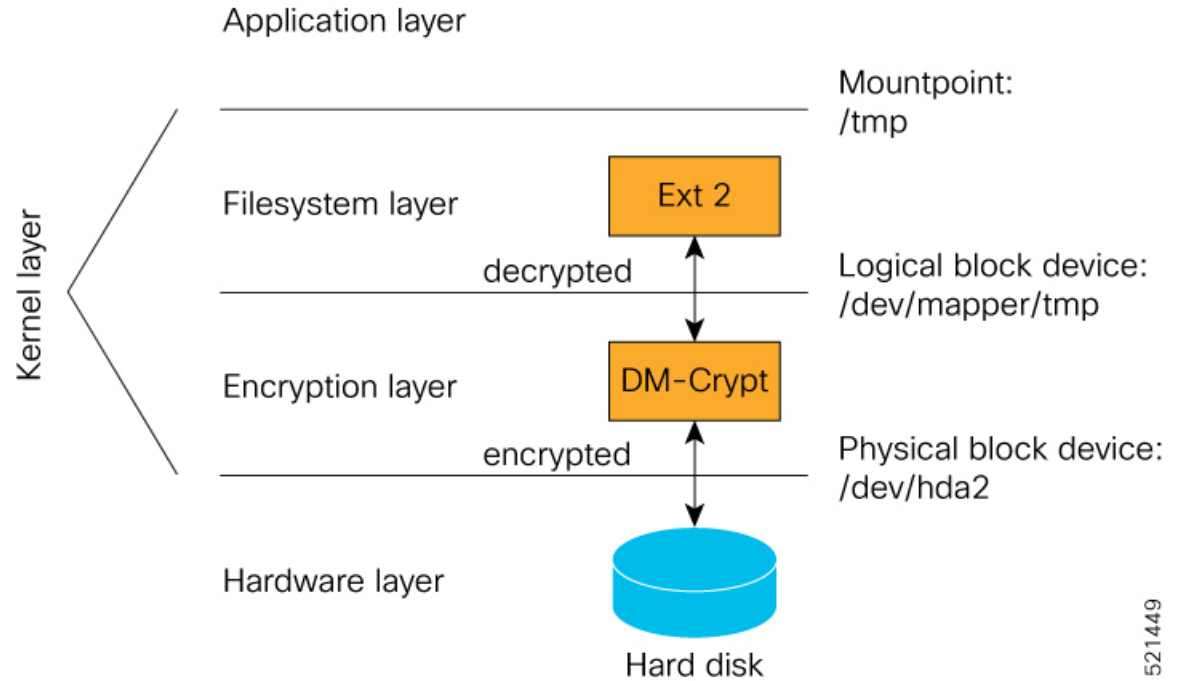 Application layer
Mountpoint:
/tmp
Ext 2
Filesystem layer
decrypted
Logical block device:
/dev/mapper/tmp
Kernel layer
DM-Crypt
Encryption layer
encrypted
Physical block device:
/dev/hda2
Hardware layer
Hard disk
521449